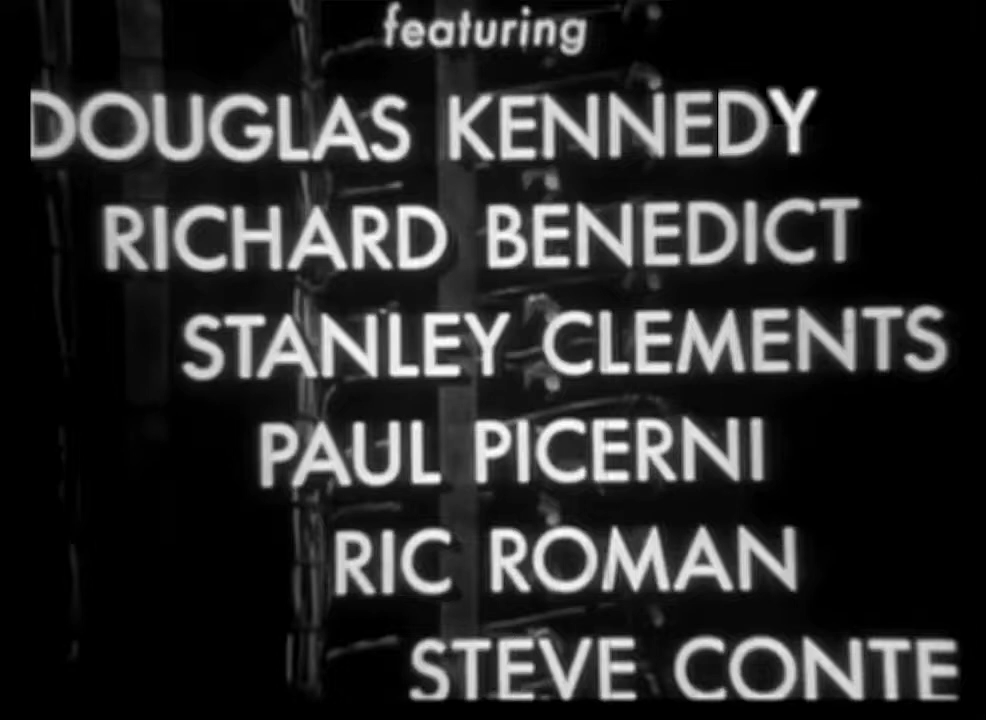 featuring
DOUGLAS KENNEDY
RICHARD BENEDICT
STANLEY CLEMENTS
PAUL PICERNI
RIC ROMAN
STEVE CONTE